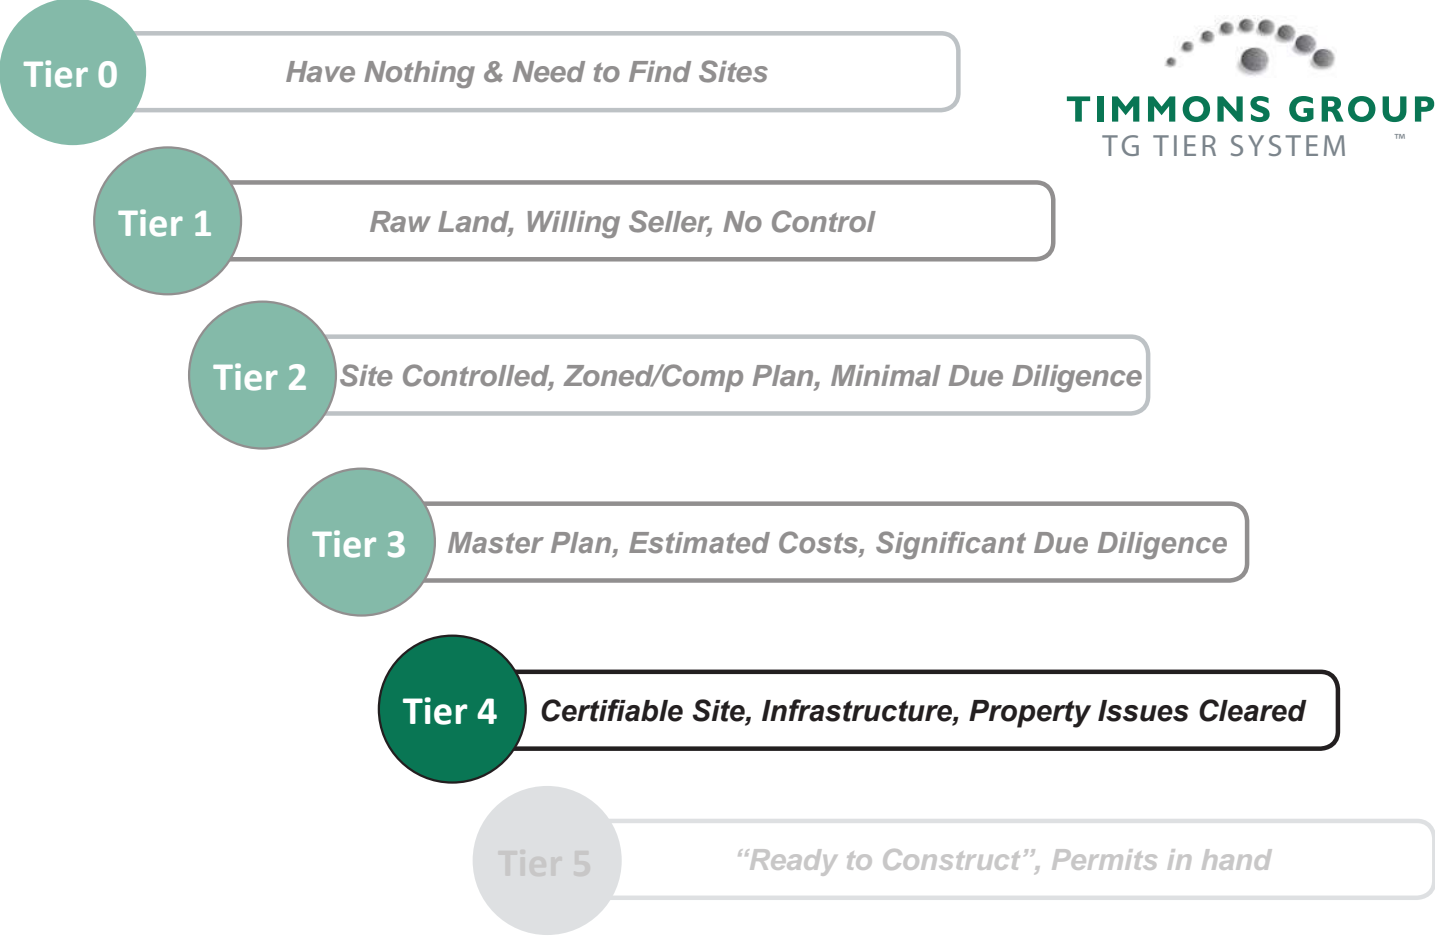 Tier 0
Have Nothing & Need to Find Sites
TIMMONS GROUP
TG TIER SYSTEM ™
Tier 1
Raw Land, Willing Seller, No Control
Tier 2
Site Controlled, Zoned/Comp Plan, Minimal Due Diligence
Tier 3
Master Plan, Estimated Costs, Significant Due Diligence
Tier 4
Certifiable Site, Infrastructure, Property Issues Cleared
Tier 5
“Ready to Construct”, Permits in hand